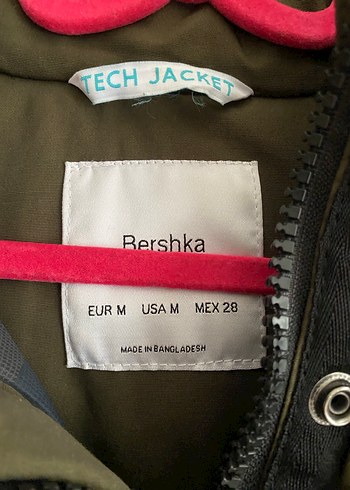 TECH JACKET
Bershka
EUR M USA M MEX 28
MADE IN BANGLADESH